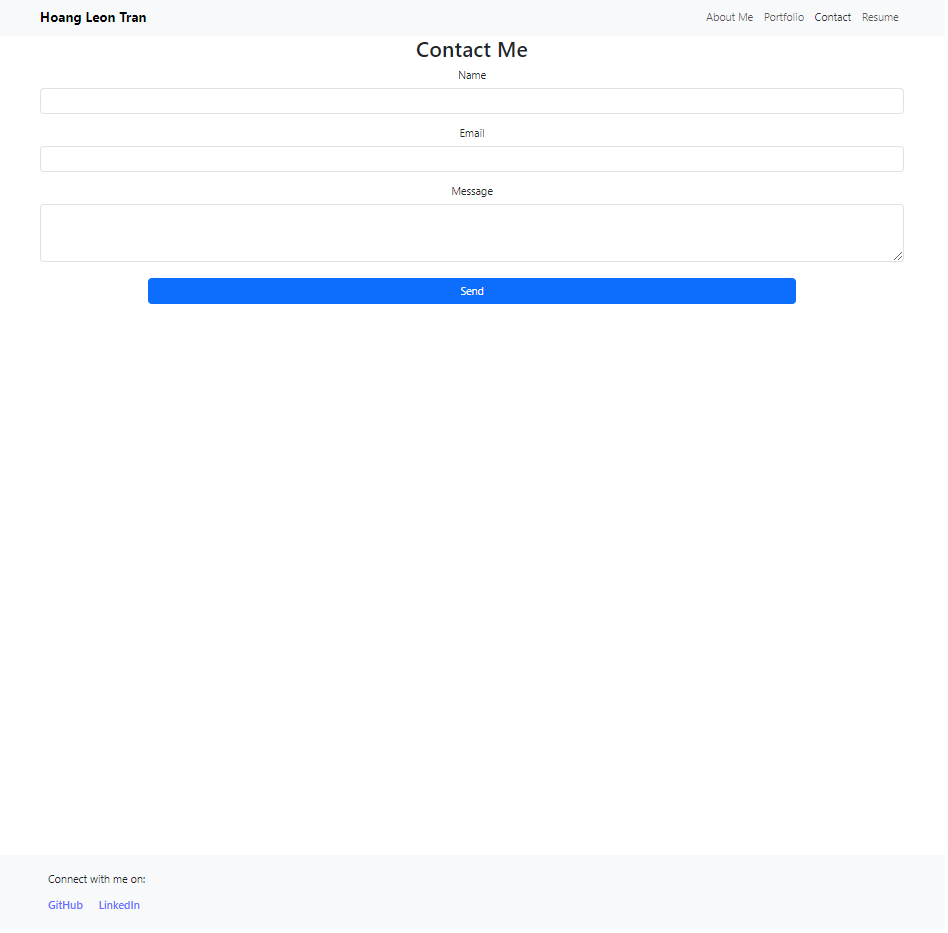 Hoang Leon Tran About Me Portfolio Contact Resume
Contact Me
Name
Email
Message
Send
Connect with me on:
GitHub LinkedIn